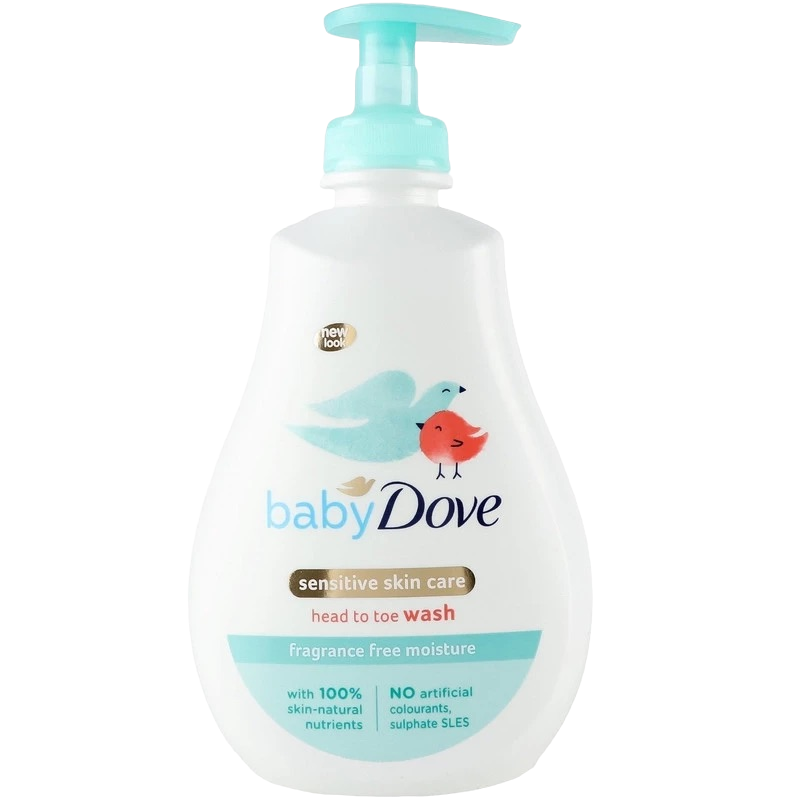 new
look
baby Dove
sensitive skin care
head to toe wash
fragrance free moisture
with 100%
skin-natural
nutrients
NO artificial
colourants,
sulphate SLES